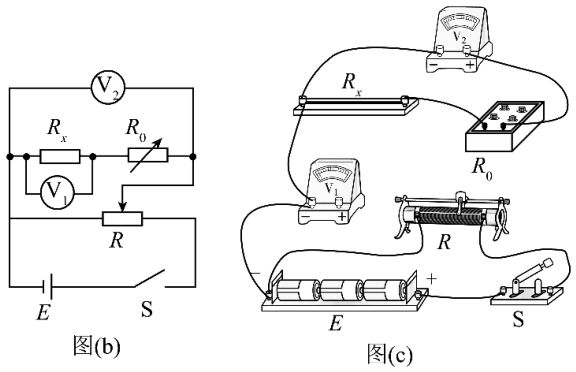 V₂
Rₓ
R₀
V₁
R
E
S
图(b)
V₂
− +
Rₓ
R₀
V₁
− +
R
− +
E
S
图(c)